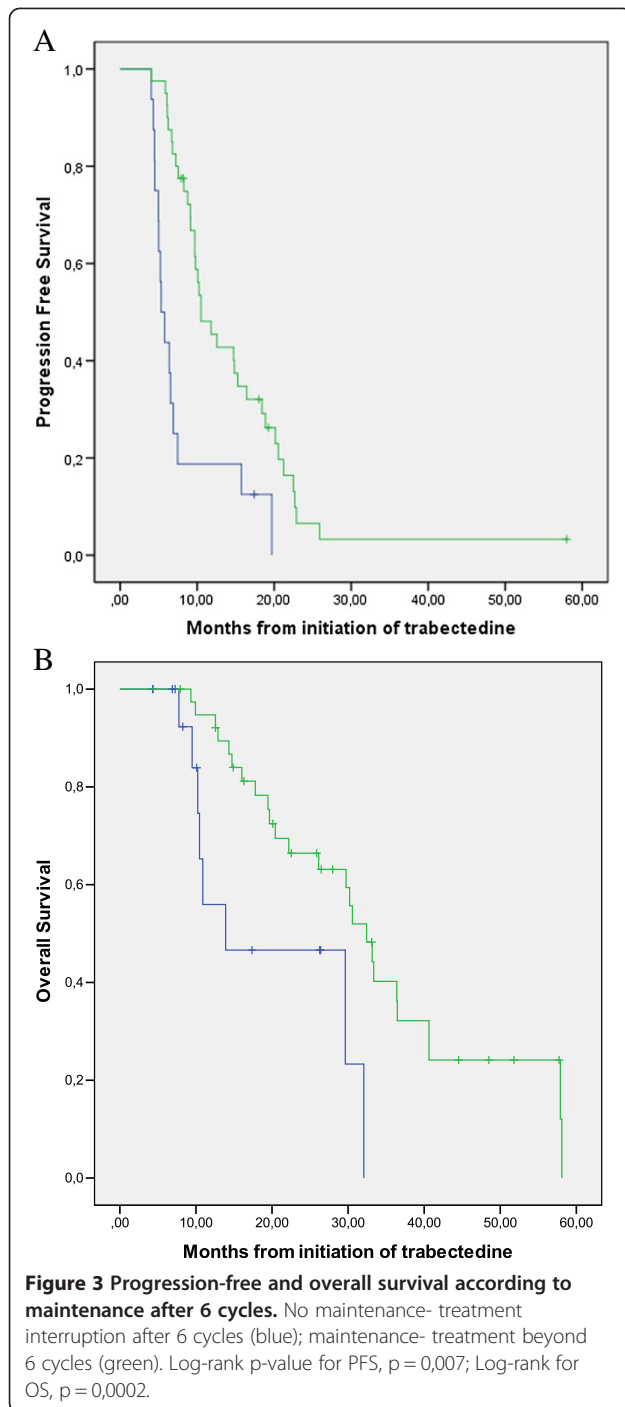 A
1,0
0,8
0,6
0,4
0,2
0,0
Progression Free Survival
,00 10,00 20,00 30,00 40,00 50,00 60,00
Months from initiation of trabectedine
B
1,0
0,8
0,6
0,4
0,2
0,0
Overall Survival
,00 10,00 20,00 30,00 40,00 50,00 60,00
Months from initiation of trabectedine
Figure 3 Progression-free and overall survival according to
maintenance after 6 cycles. No maintenance- treatment
interruption after 6 cycles (blue); maintenance- treatment beyond
6 cycles (green). Log-rank p-value for PFS, p = 0,007; Log-rank for
OS, p = 0,0002.